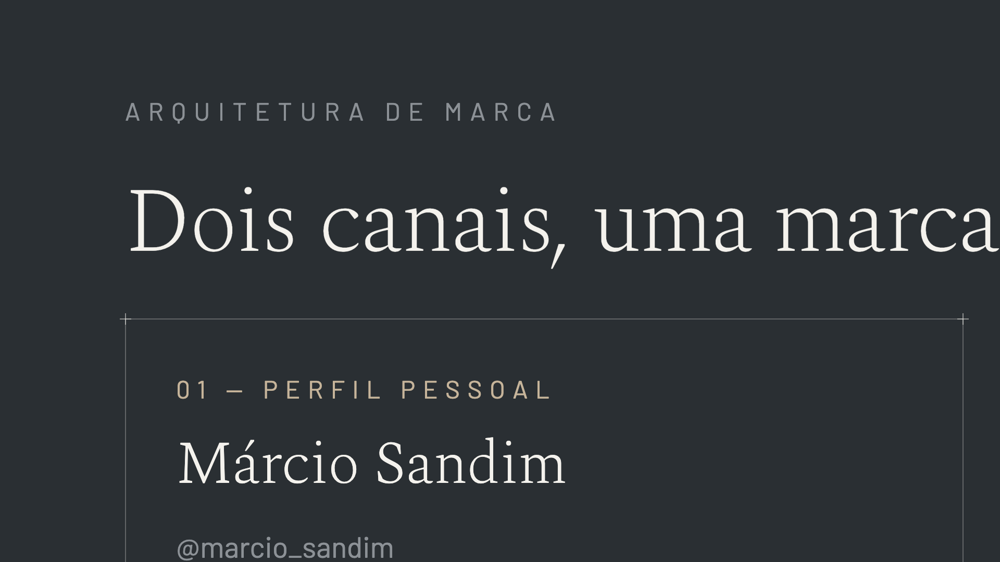 ARQUITETURA DE MARCA
Dois canais, uma marca
01 — PERFIL PESSOAL
Márcio Sandim
@marcio_sandim